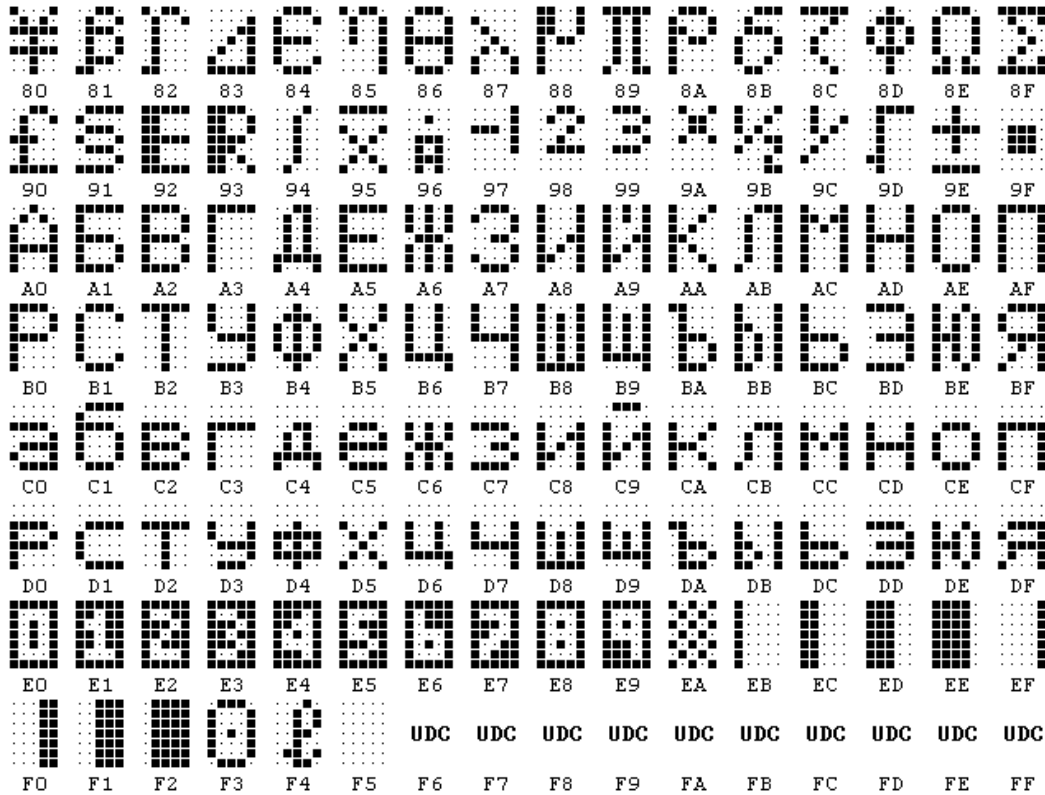 ¥ β Γ Δ ε η θ λ μ Π ρ σ τ φ Ω Σ
80 81 82 83 84 85 86 87 88 89 8A 8B 8C 8D 8E 8F
£ E R ∫ x̄ ⁻¹ ² ³ ˣ ±
90 91 92 93 94 95 96 97 98 99 9A 9B 9C 9D 9E 9F
А Б В Г Д Е Ж З И Й К Л М Н О П
A0 A1 A2 A3 A4 A5 A6 A7 A8 A9 AA AB AC AD AE AF
Р С Т У Ф Х Ц Ч Ш Щ Ъ Ы Ь Э Ю Я
B0 B1 B2 B3 B4 B5 B6 B7 B8 B9 BA BB BC BD BE BF
а б в г д е ж з и й к л м н о п
C0 C1 C2 C3 C4 C5 C6 C7 C8 C9 CA CB CC CD CE CF
р с т у ф х ц ч ш щ ъ ы ь э ю я
D0 D1 D2 D3 D4 D5 D6 D7 D8 D9 DA DB DC DD DE DF
0 1 2 3 4 5 6 7 8 9
E0 E1 E2 E3 E4 E5 E6 E7 E8 E9 EA EB EC ED EE EF
0 ℓ UDC UDC UDC UDC UDC UDC UDC UDC UDC UDC
F0 F1 F2 F3 F4 F5 F6 F7 F8 F9 FA FB FC FD FE FF